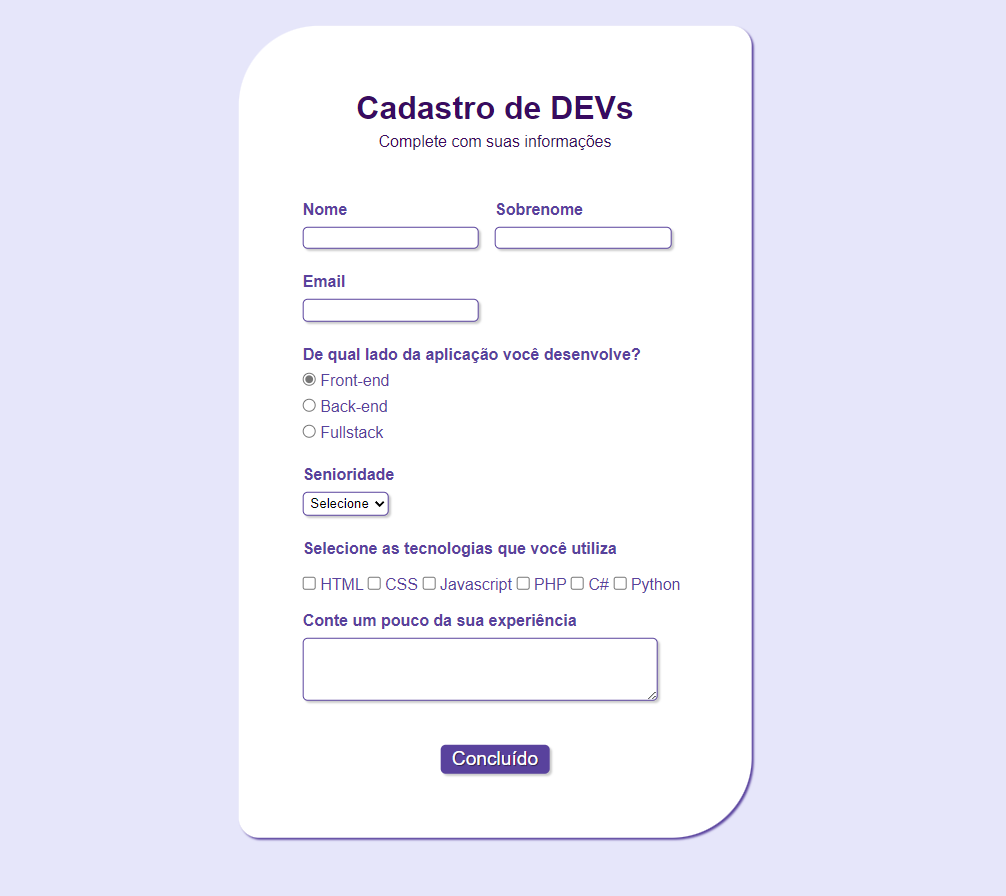 Cadastro de DEVs
Complete com suas informações
Nome Sobrenome
Email
De qual lado da aplicação você desenvolve?
Front-end
Back-end
Fullstack
Senioridade
Selecione
Selecione as tecnologias que você utiliza
HTML CSS Javascript PHP C# Python
Conte um pouco da sua experiência
Concluído